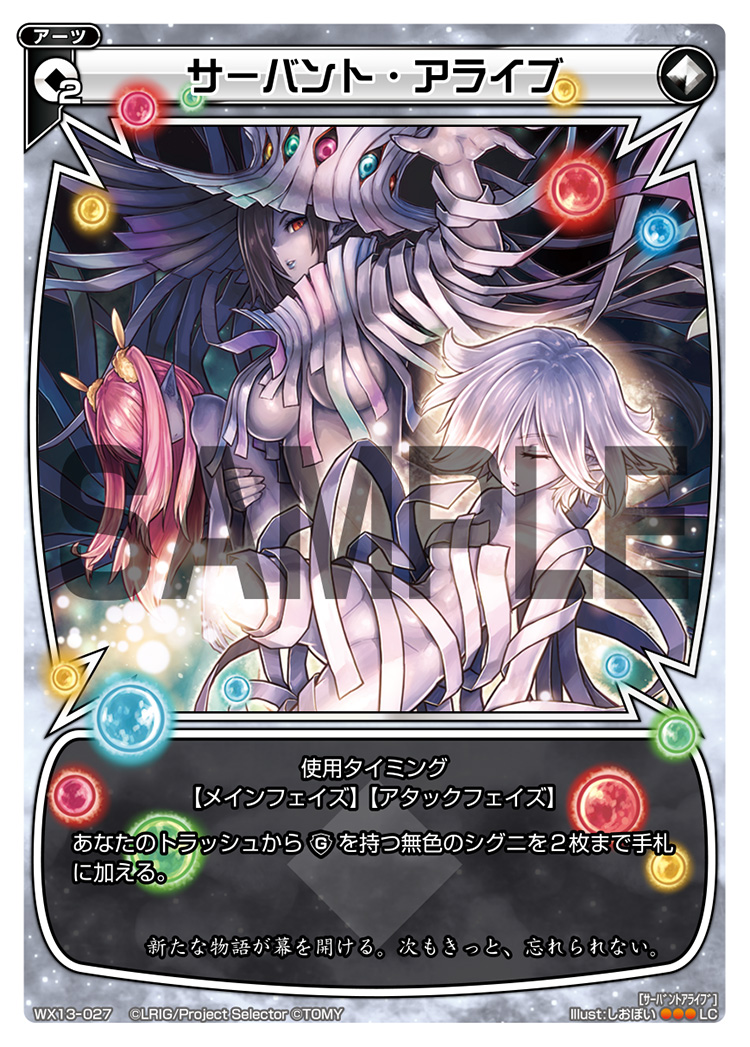 アーツ
2
サーバント・アライブ
SAMPLE
使用タイミング
【メインフェイズ】【アタックフェイズ】
あなたのトラッシュから G を持つ無色のシグニを２枚まで手札
に加える。
新たな物語が幕を開ける。次もきっと、忘れられない。
[サーバントアライブ]
WX13-027 ©LRIG/Project Selector ©TOMY Illust:しおぼい LC